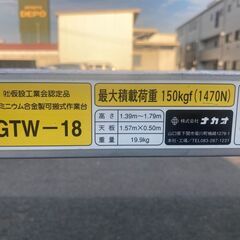 DEPO
㈳仮設工業会認定品
ミニウム合金製可搬式作業台
GTW－18
最大積載荷重 150kgf(1470N)
高さ 1.39m～1.79m
天板 1.57m×0.50m
重量 19.9kg
株式会社 ナカオ